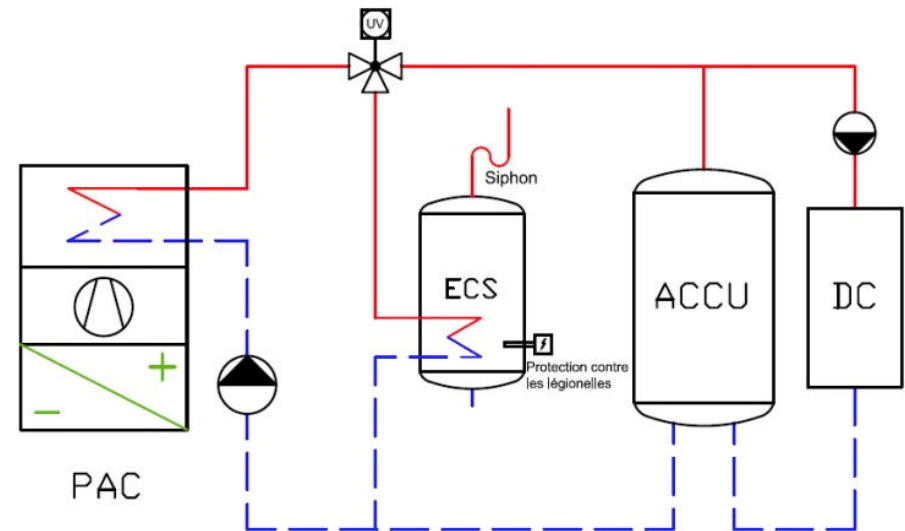 UV
Siphon
ECS
ACCU
DC
Protection contre
les légionelles
+
−
PAC